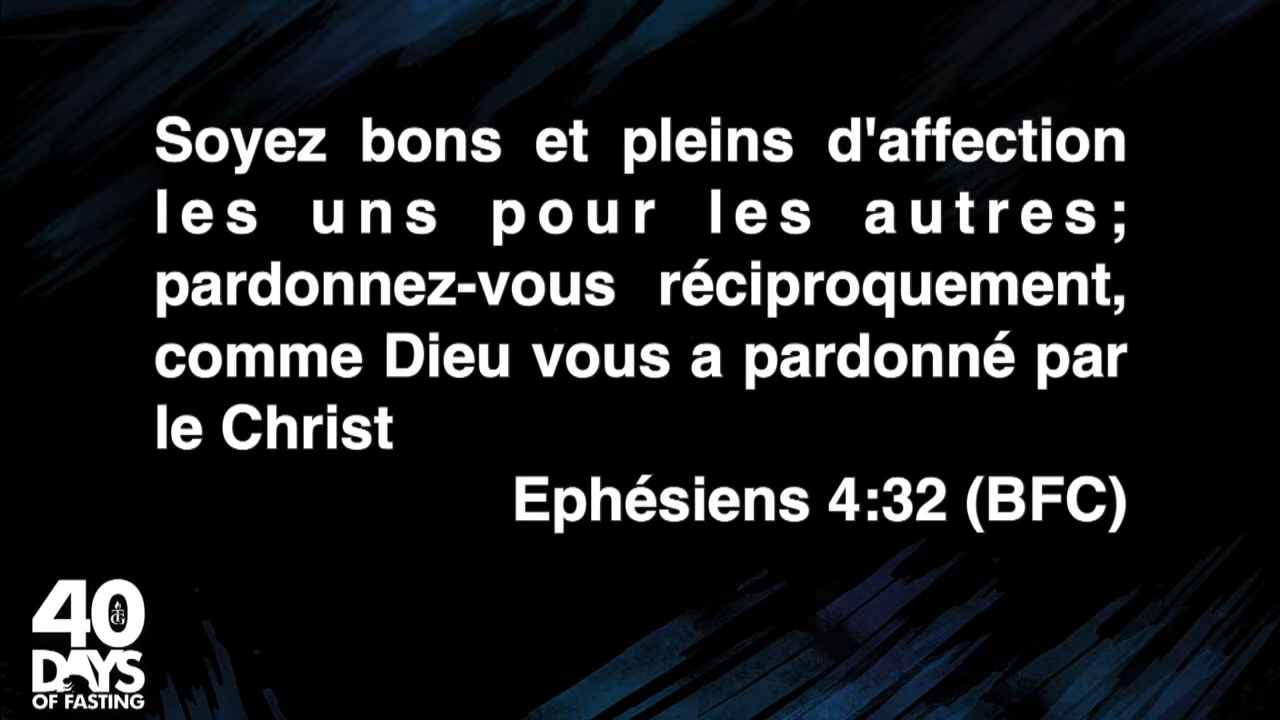 Soyez bons et pleins d'affection
les uns pour les autres;
pardonnez-vous réciproquement,
comme Dieu vous a pardonné par
le Christ
Ephésiens 4:32 (BFC)
40
DAYS
OF FASTING